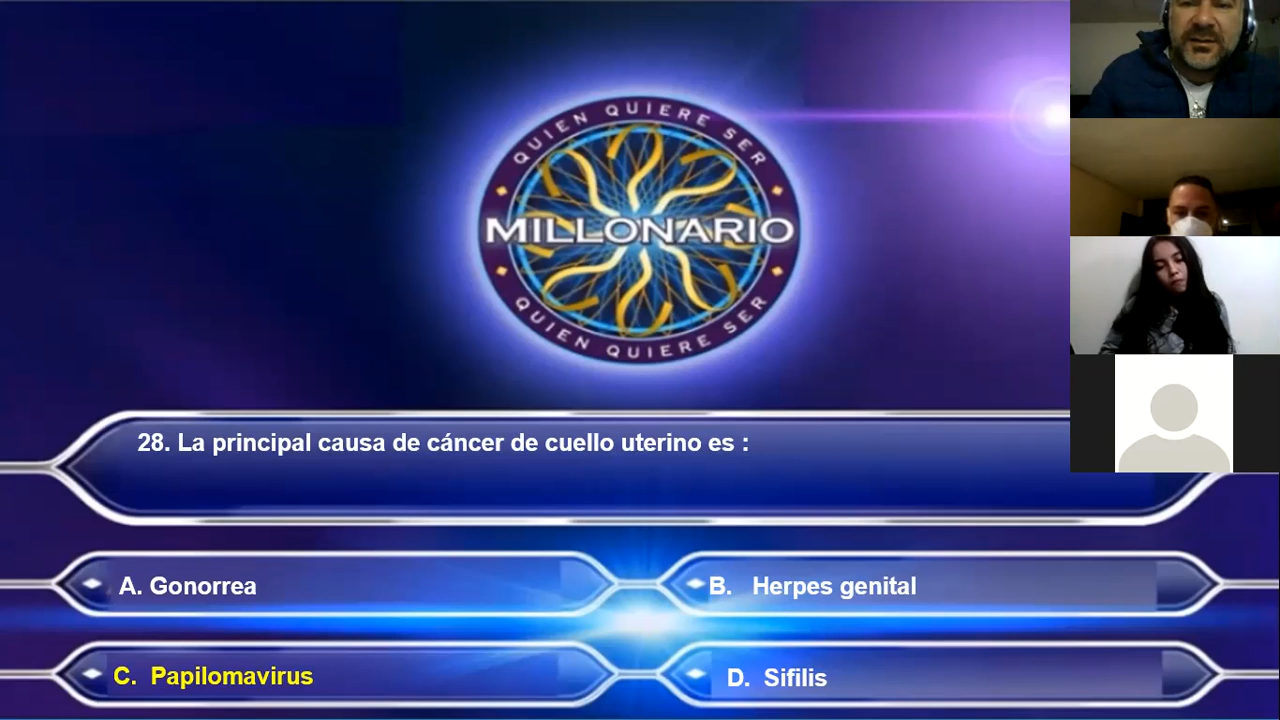 QUIEN QUIERE SER
MILLONARIO
QUIEN QUIERE SER
28. La principal causa de cáncer de cuello uterino es :
A. Gonorrea
B. Herpes genital
C. Papilomavirus
D. Sifilis